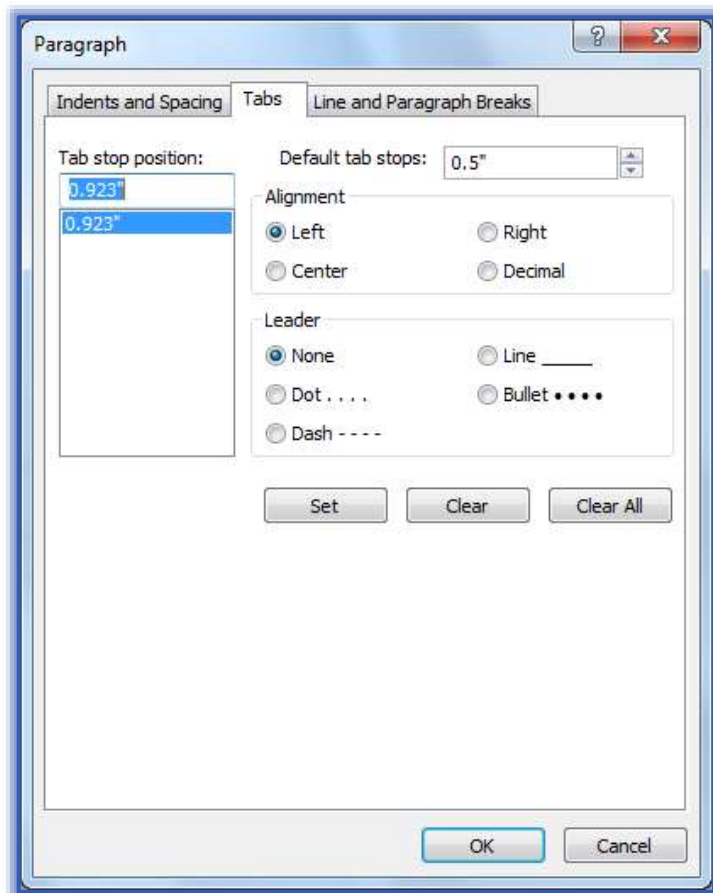 Paragraph
Indents and Spacing Tabs Line and Paragraph Breaks
Tab stop position: Default tab stops: 0.5"
0.923"
0.923"
Alignment
Left Right
Center Decimal
Leader
None Line _____
Dot . . . . Bullet • • • •
Dash - - - -
Set Clear Clear All
OK Cancel